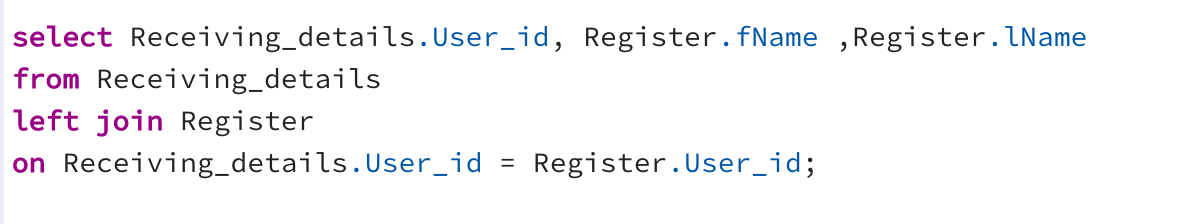 select Receiving_details.User_id, Register.fName ,Register.lName
from Receiving_details
left join Register
on Receiving_details.User_id = Register.User_id;